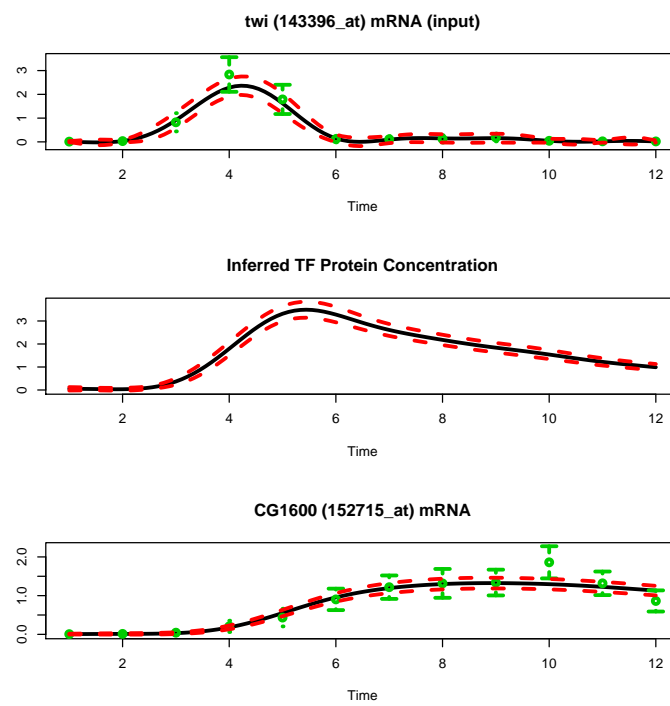 twi (143396_at) mRNA (input)
3
2
1
0
2 4 6 8 10 12
Time
Inferred TF Protein Concentration
3
2
1
0
2 4 6 8 10 12
Time
CG1600 (152715_at) mRNA
2.0
1.0
0.0
2 4 6 8 10 12
Time